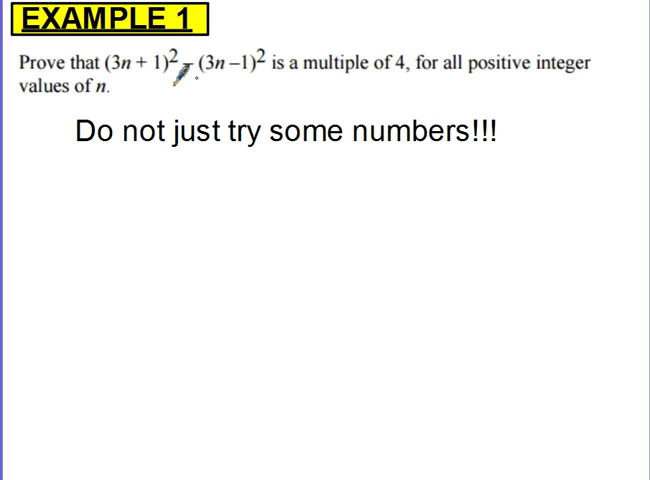 EXAMPLE 1
Prove that (3n + 1)² – (3n –1)² is a multiple of 4, for all positive integer
values of n.
Do not just try some numbers!!!